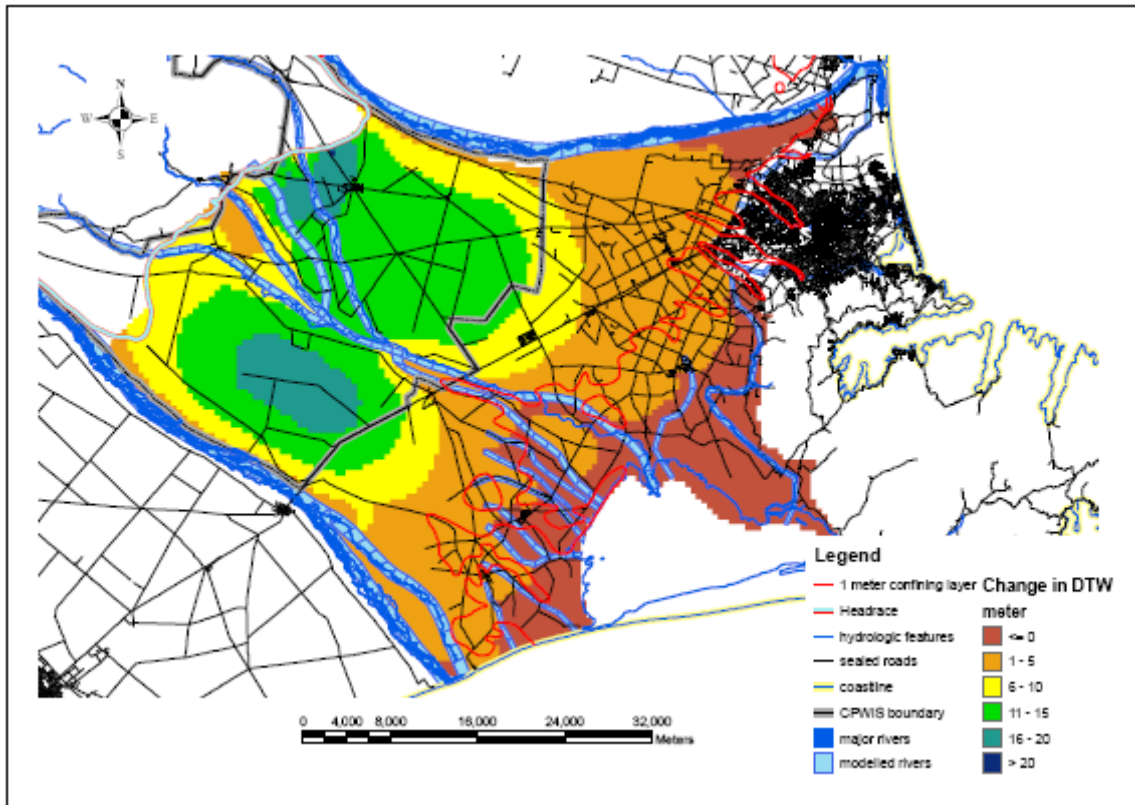 N
W E
S
0 4,000 8,000 16,000 24,000 32,000
Meters
Legend
1 meter confining layer
Headrace
hydrologic features
sealed roads
coastline
CPWIS boundary
major rivers
modelled rivers
Change in DTW
meter
<= 0
1 - 5
6 - 10
11 - 15
16 - 20
> 20